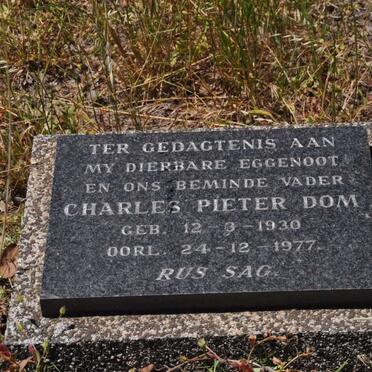 TER GEDAGTENIS AAN
MY DIERBARE EGGENOOT
EN ONS BEMINDE VADER
CHARLES PIETER DOM
GEB. 12-3-1930
OORL. 24-12-1977.
RUS SAG.